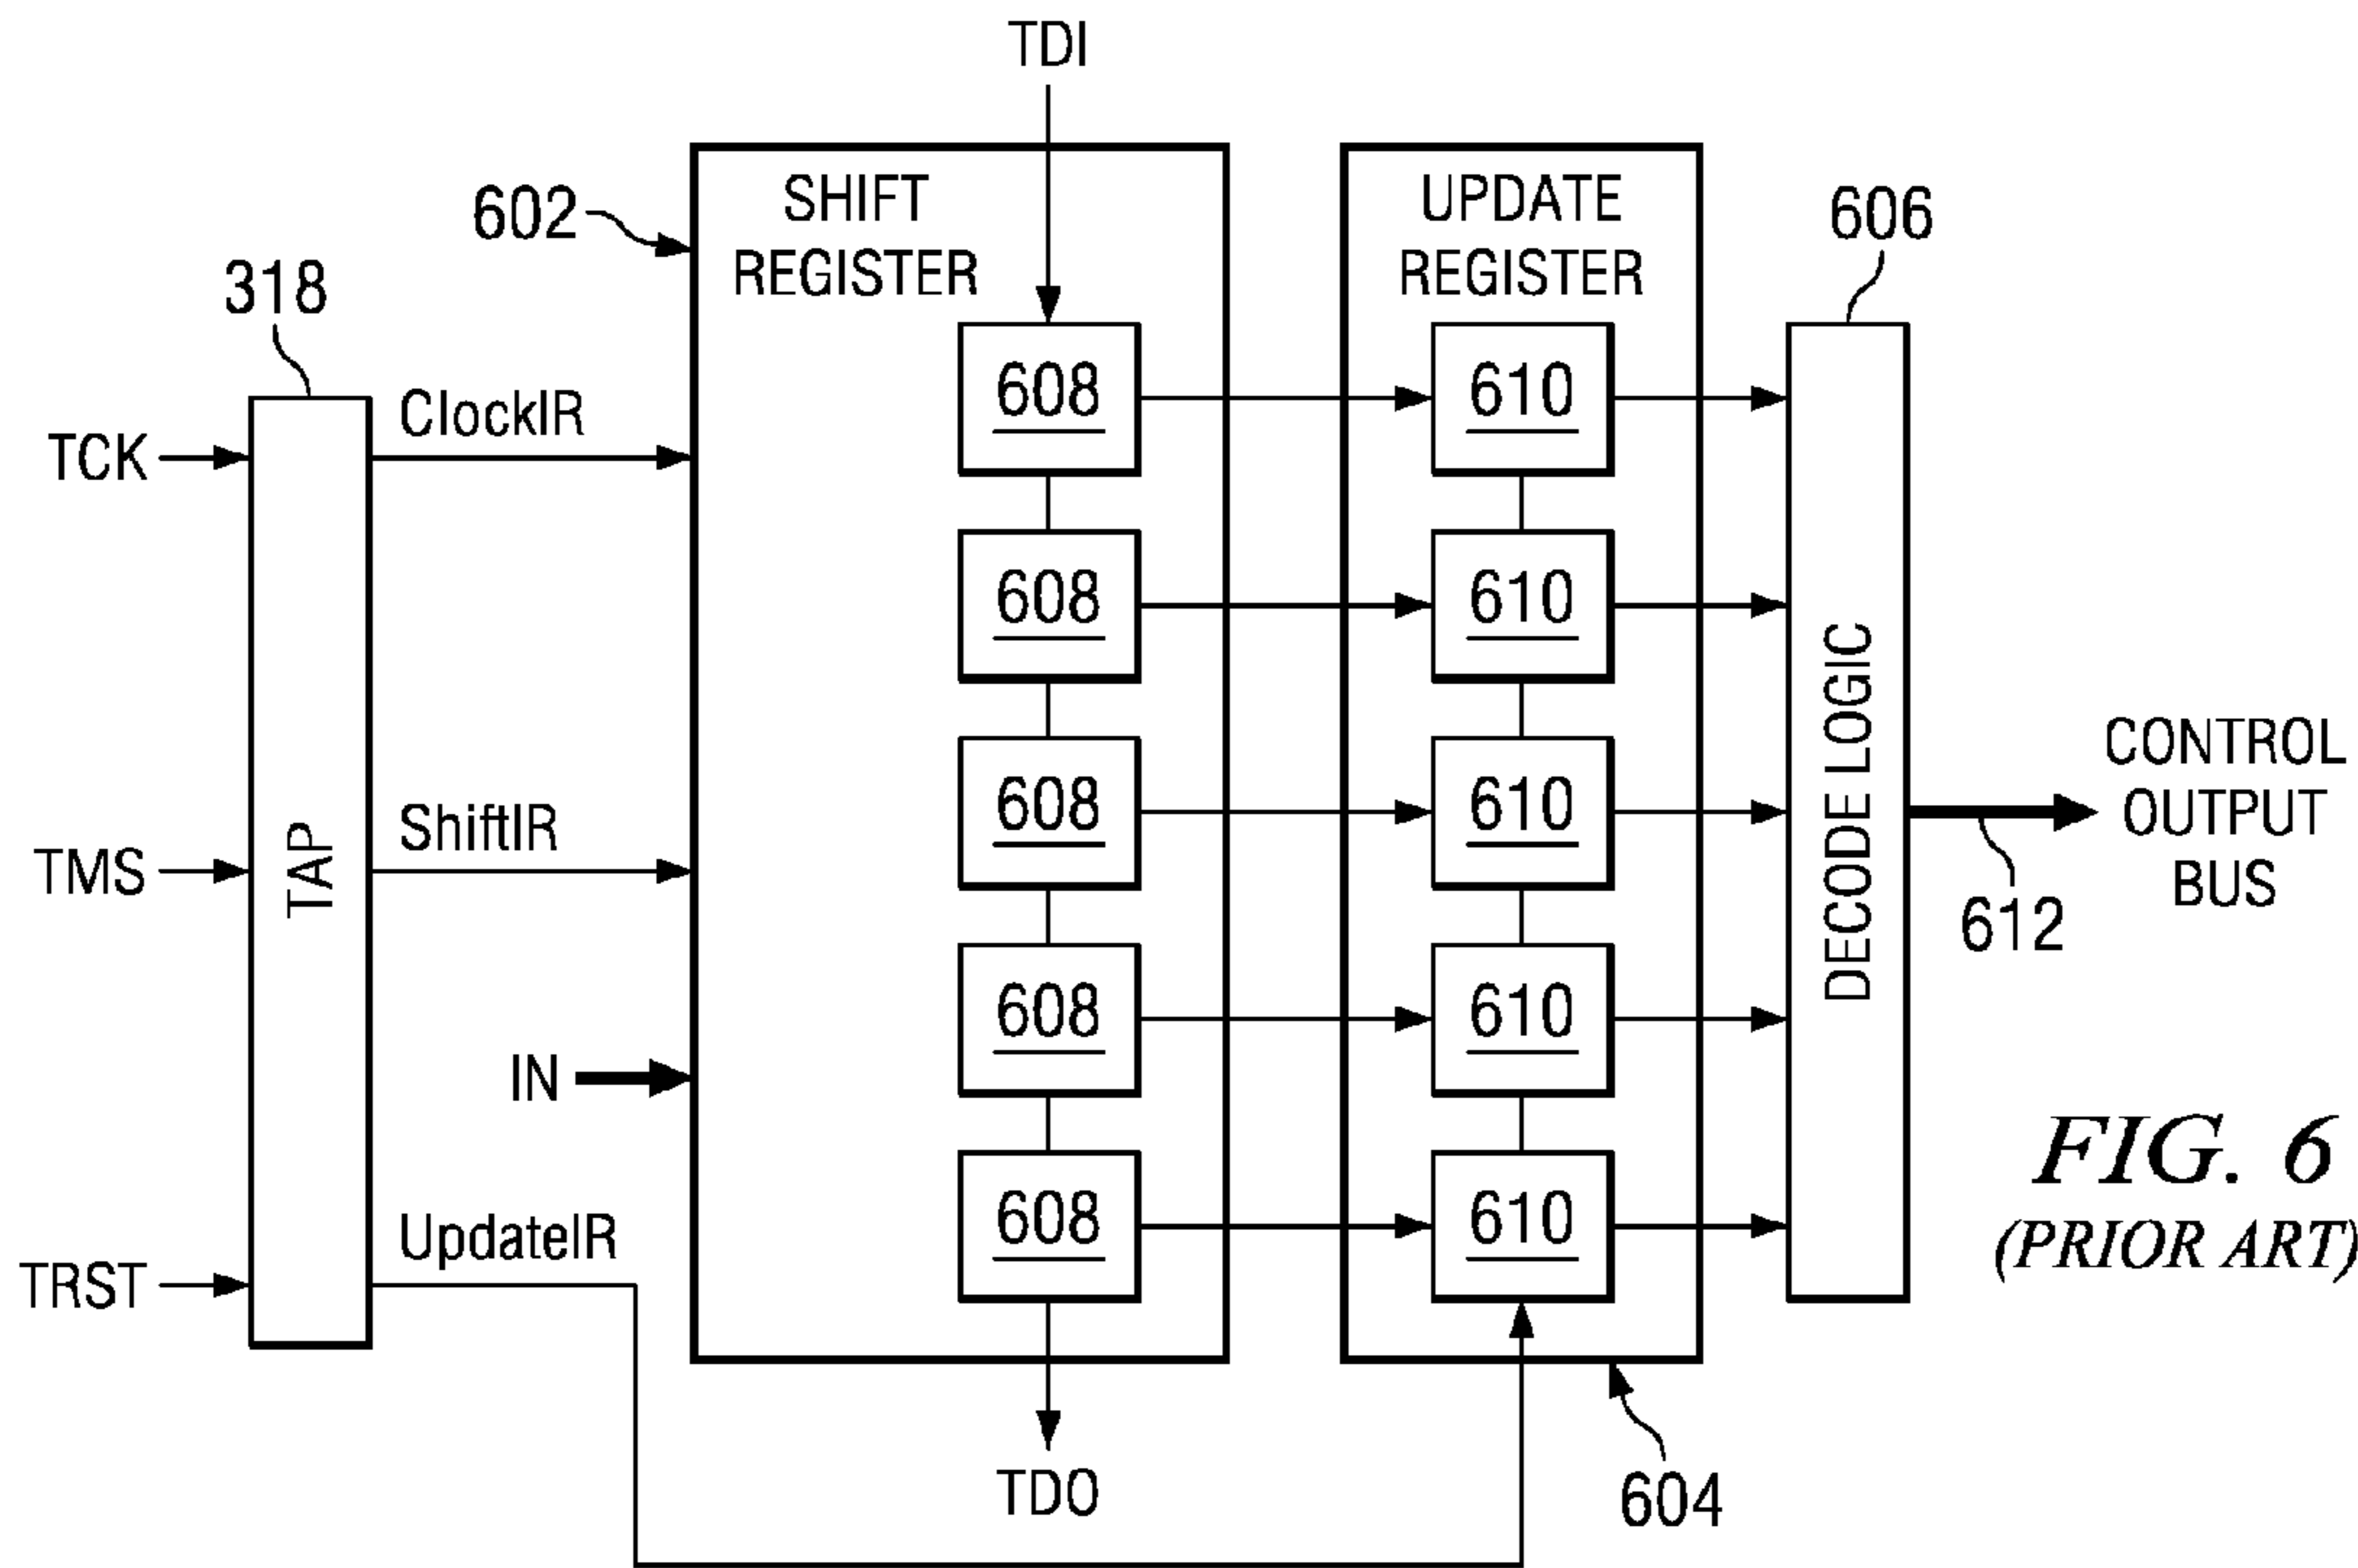 TDI
602
SHIFT
REGISTER
UPDATE
REGISTER
606
318
TCK
ClockIR
608
610
608
610
TMS
TAP
ShiftIR
608
610
DECODE LOGIC
CONTROL
OUTPUT
BUS
612
IN
608
610
TRST
UpdateIR
608
610
TDO
604
FIG. 6
(PRIOR ART)